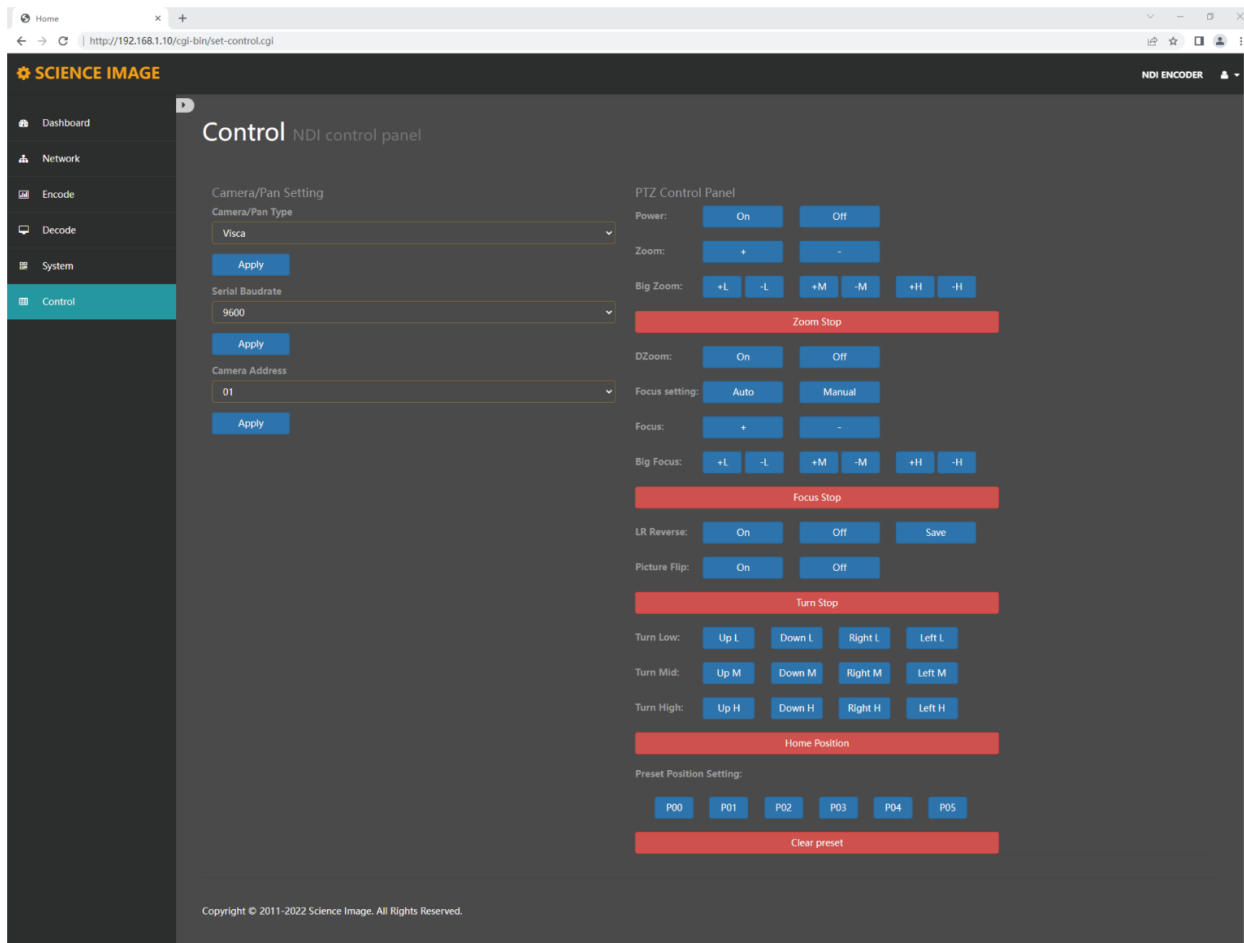 Home
http://192.168.1.10/cgi-bin/set-control.cgi
SCIENCE IMAGE
NDI ENCODER
Dashboard
Network
Encode
Decode
System
Control
Control NDI control panel
Camera/Pan Setting
Camera/Pan Type
Visca
Apply
Serial Baudrate
9600
Apply
Camera Address
01
Apply
PTZ Control Panel
Power: On Off
Zoom: + -
Big Zoom: +L -L +M -M +H -H
Zoom Stop
DZoom: On Off
Focus setting: Auto Manual
Focus: + -
Big Focus: +L -L +M -M +H -H
Focus Stop
LR Reverse: On Off Save
Picture Flip: On Off
Turn Stop
Turn Low: Up L Down L Right L Left L
Turn Mid: Up M Down M Right M Left M
Turn High: Up H Down H Right H Left H
Home Position
Preset Position Setting:
P00 P01 P02 P03 P04 P05
Clear preset
Copyright © 2011-2022 Science Image. All Rights Reserved.